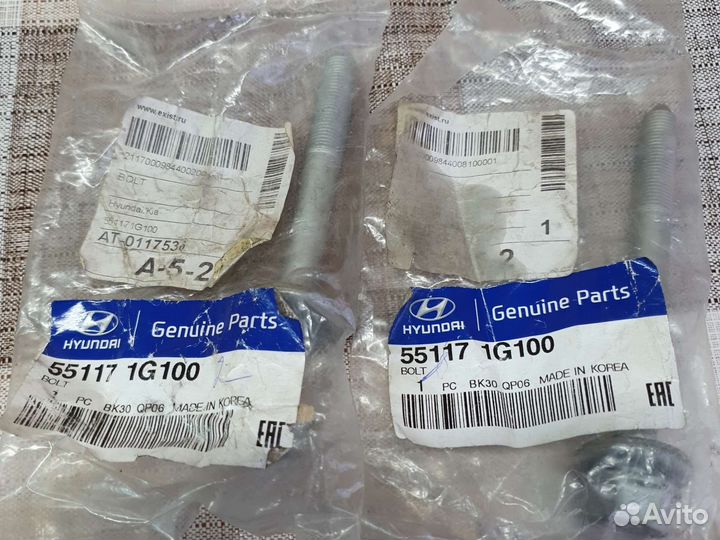 www.exist.ru
BOLT
Hyundai, Kia
551171G100
AT-0117534
A-5-2
HYUNDAI
Genuine Parts
55117 1G100
BOLT
1 PC BK30 QP06 MADE IN KOREA
EAC
www.exist.ru
1
2
HYUNDAI
Genuine Parts
55117 1G100
BOLT
1 PC BK30 QP06 MADE IN KOREA
EAC
Avito